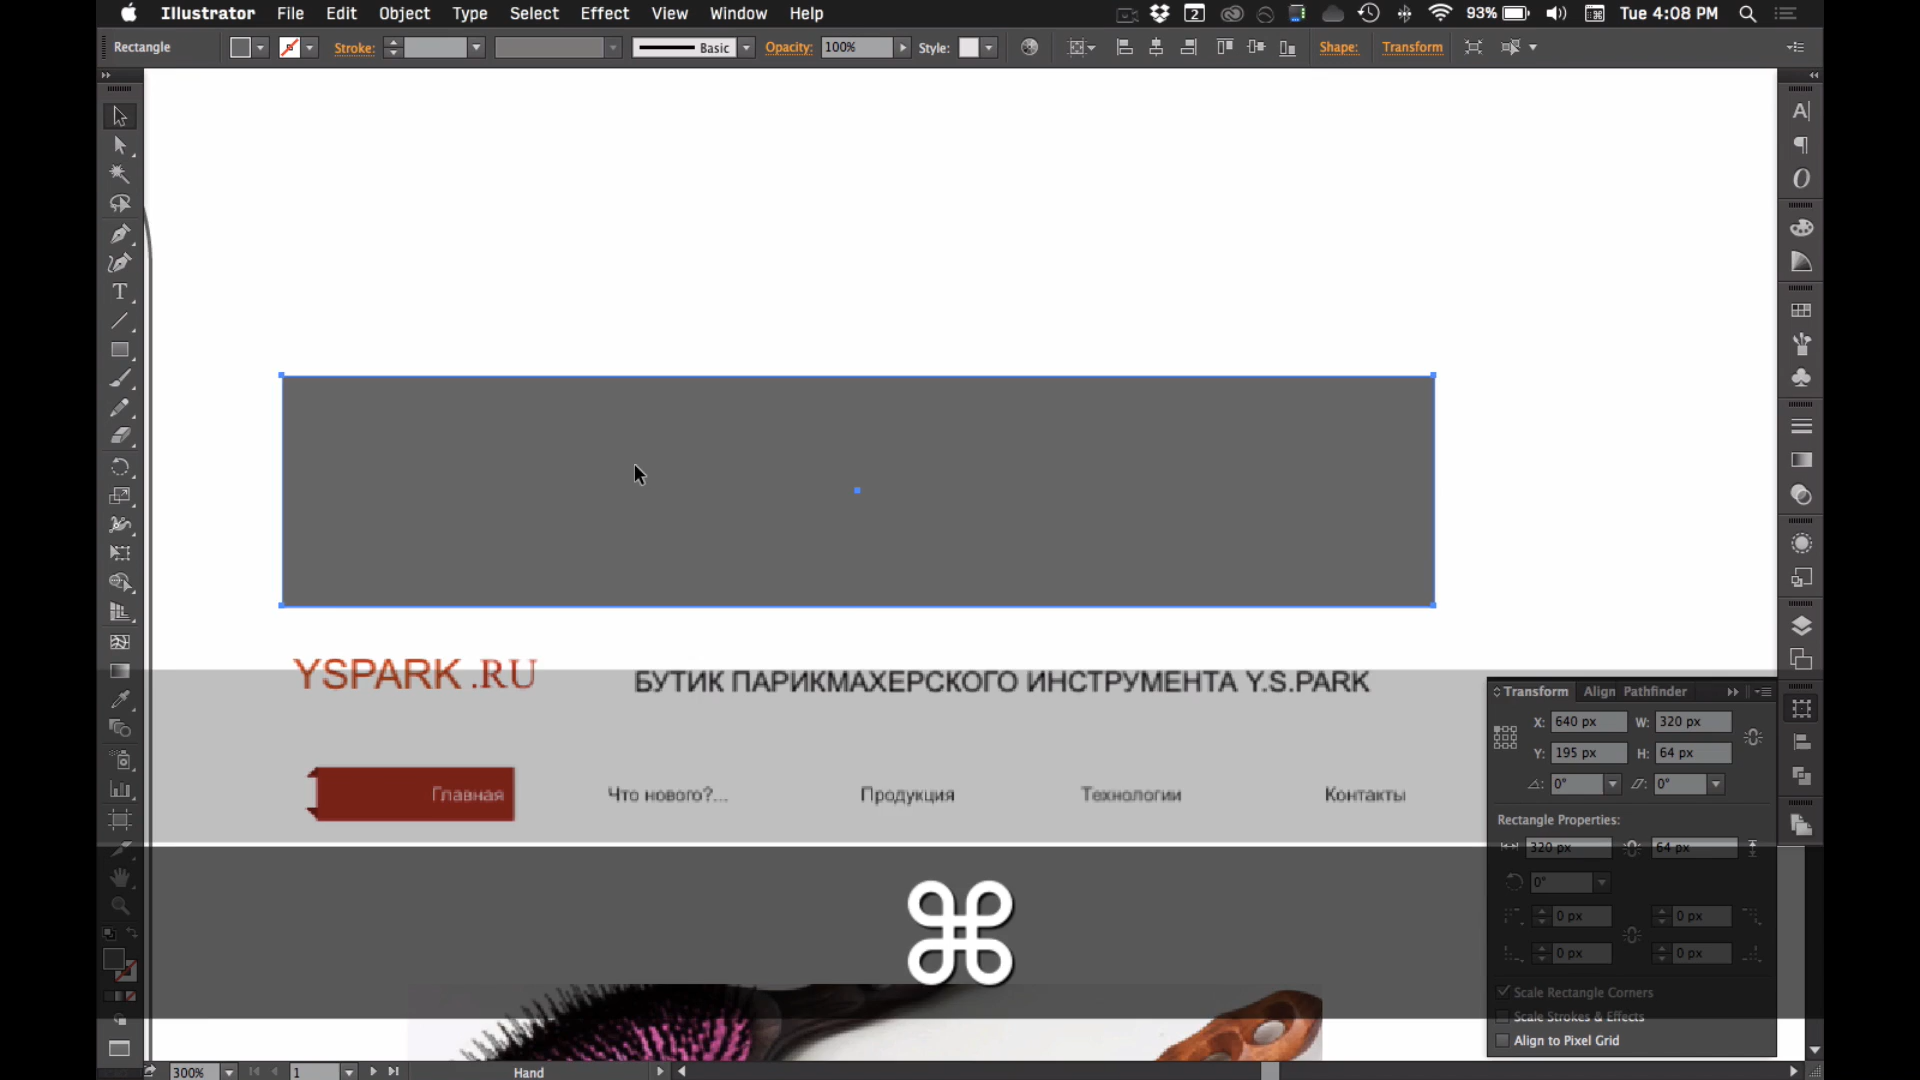 Illustrator File Edit Object Type Select Effect View Window Help 2 93% Tue 4:08 PM
Rectangle Stroke: Basic Opacity: 100% Style: Shape: Transform
YSPARK .RU
БУТИК ПАРИКМАХЕРСКОГО ИНСТРУМЕНТА Y.S.PARK
Главная Что нового?... Продукция Технологии Контакты
⌘
Transform Align Pathfinder
X: 640 px W: 320 px
Y: 195 px H: 64 px
0° 0°
Rectangle Properties:
320 px 64 px
0°
0 px 0 px
0 px 0 px
Scale Rectangle Corners
Scale Strokes & Effects
Align to Pixel Grid
300% 1 Hand